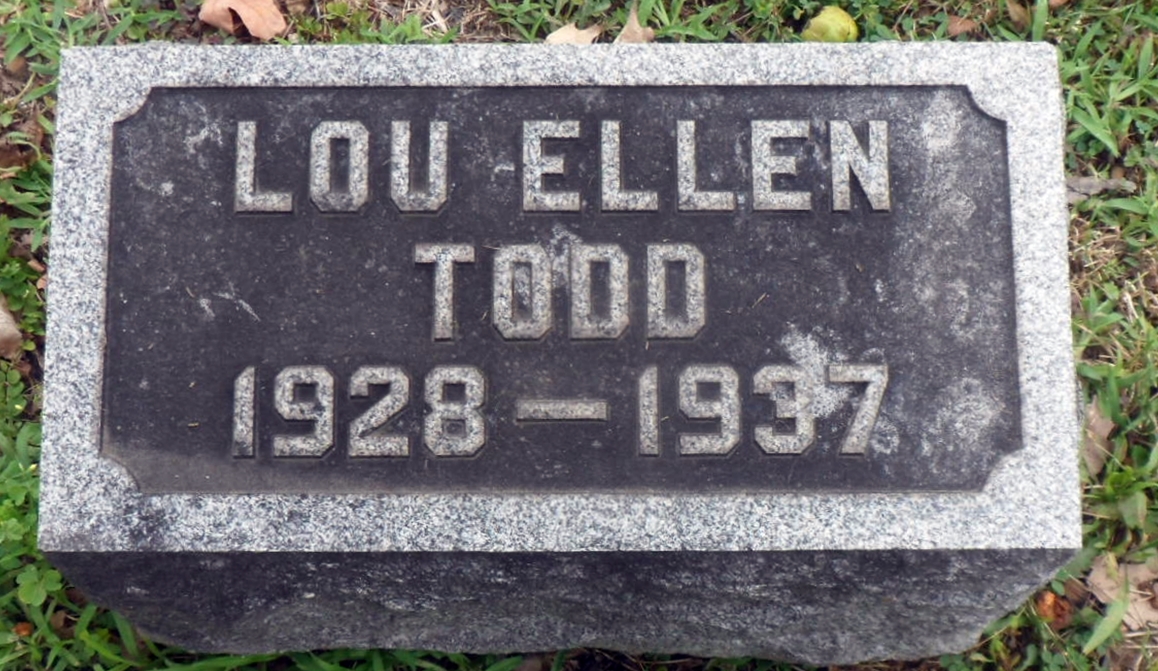 LOU ELLEN
TODD
1928 — 1937